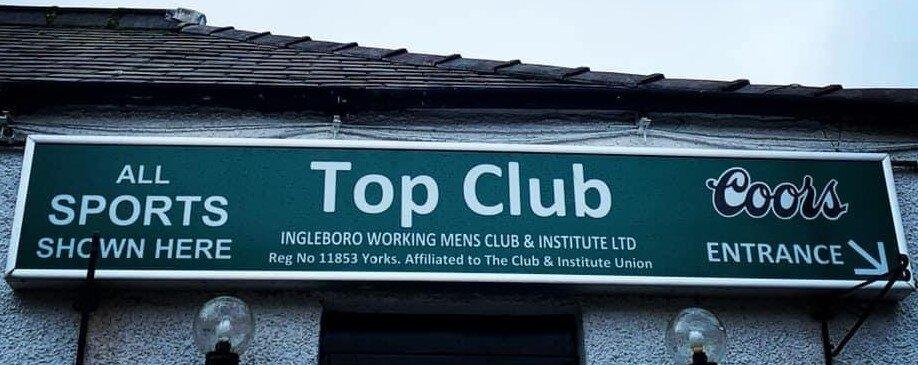 ALL
SPORTS
SHOWN HERE
Top Club
INGLEBORO WORKING MENS CLUB & INSTITUTE LTD
Reg No 11853 Yorks. Affiliated to The Club & Institute Union
Coors
ENTRANCE